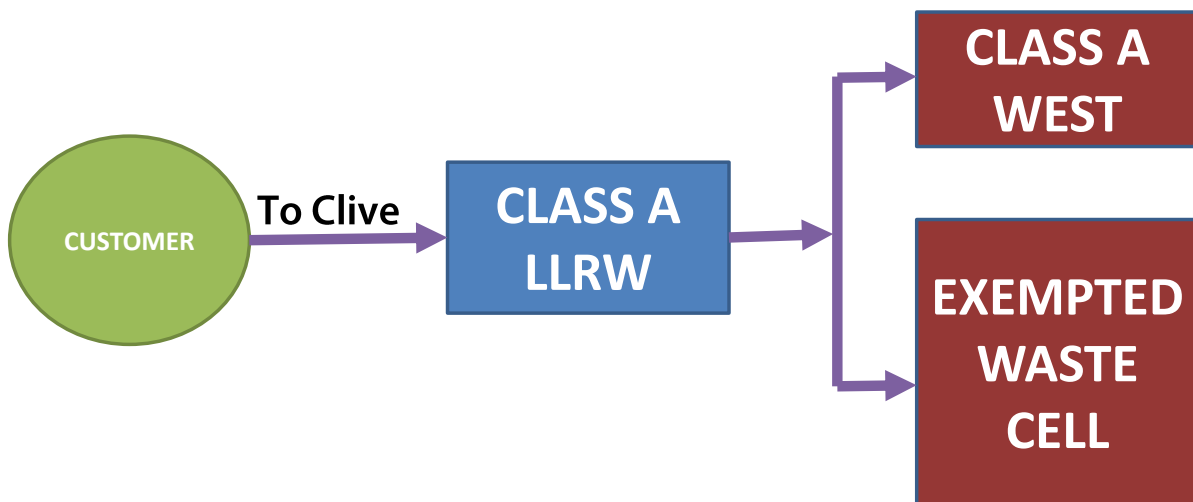 CUSTOMER
To Clive
CLASS A
LLRW
CLASS A
WEST
EXEMPTED
WASTE
CELL